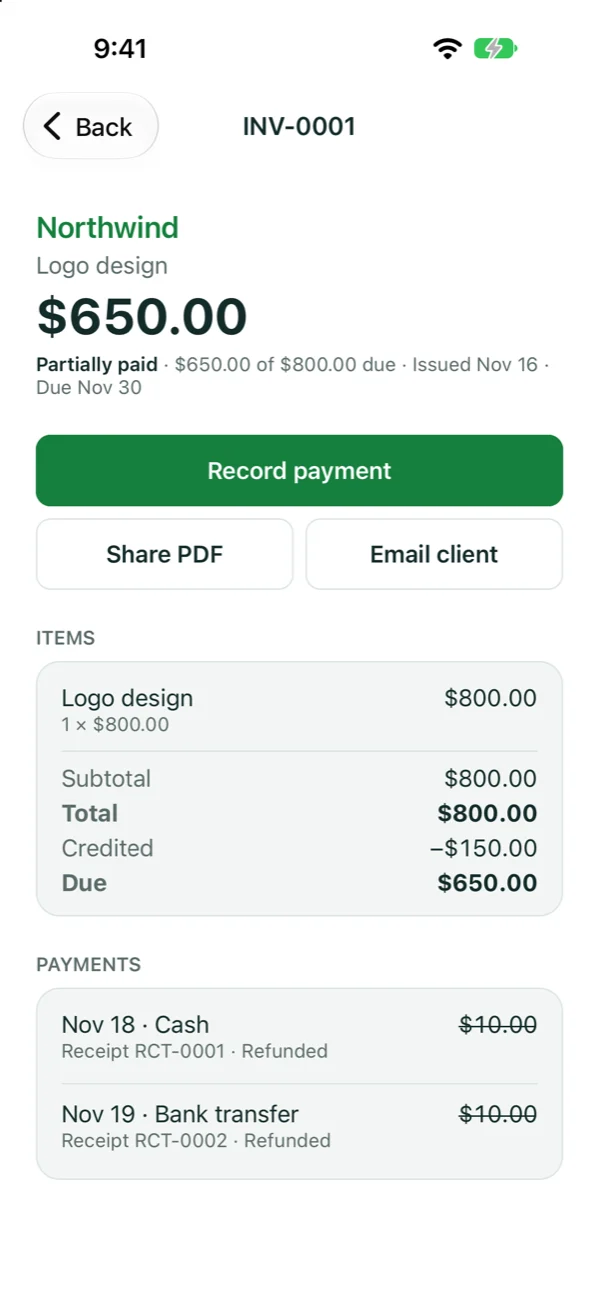 9:41
Back
INV-0001
Northwind
Logo design
$650.00
Partially paid · $650.00 of $800.00 due · Issued Nov 16 ·
Due Nov 30
Record payment
Share PDF
Email client
ITEMS
Logo design $800.00
1 × $800.00
Subtotal $800.00
Total $800.00
Credited –$150.00
Due $650.00
PAYMENTS
Nov 18 · Cash $10.00
Receipt RCT-0001 · Refunded
Nov 19 · Bank transfer $10.00
Receipt RCT-0002 · Refunded